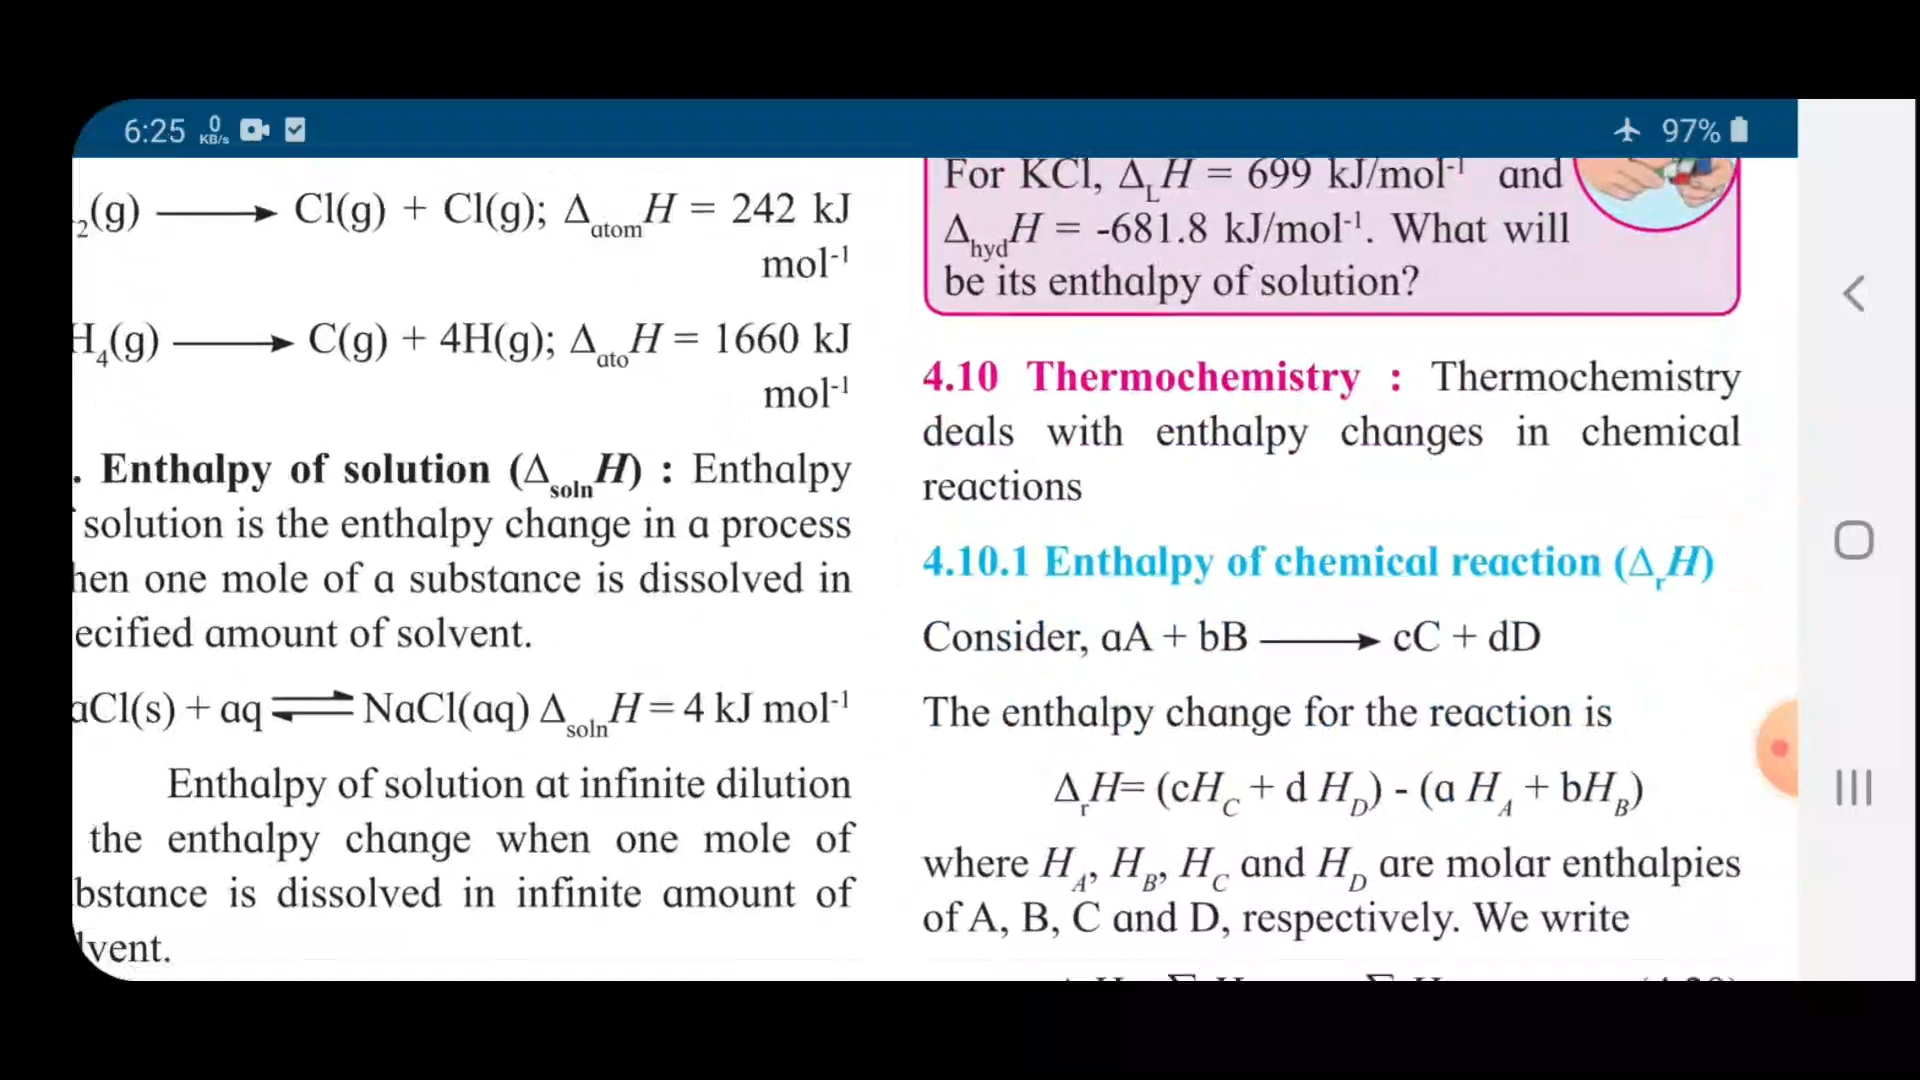 6:25 0 KB/s 97%
2(g) ⟶ Cl(g) + Cl(g); ΔatomH = 242 kJ
mol-1
H4(g) ⟶ C(g) + 4H(g); ΔatoH = 1660 kJ
mol-1
. Enthalpy of solution (ΔsolnH) : Enthalpy
solution is the enthalpy change in a process
hen one mole of a substance is dissolved in
ecified amount of solvent.
aCl(s) + aq ⇌ NaCl(aq) ΔsolnH = 4 kJ mol-1
Enthalpy of solution at infinite dilution
the enthalpy change when one mole of
bstance is dissolved in infinite amount of
lvent.
For KCl, ΔLH = 699 kJ/mol-1 and
ΔhydH = -681.8 kJ/mol-1. What will
be its enthalpy of solution?
4.10 Thermochemistry : Thermochemistry
deals with enthalpy changes in chemical
reactions
4.10.1 Enthalpy of chemical reaction (ΔrH)
Consider, aA + bB ⟶ cC + dD
The enthalpy change for the reaction is
ΔrH= (cHC + d HD) - (a HA + bHB)
where HA, HB, HC and HD are molar enthalpies
of A, B, C and D, respectively. We write